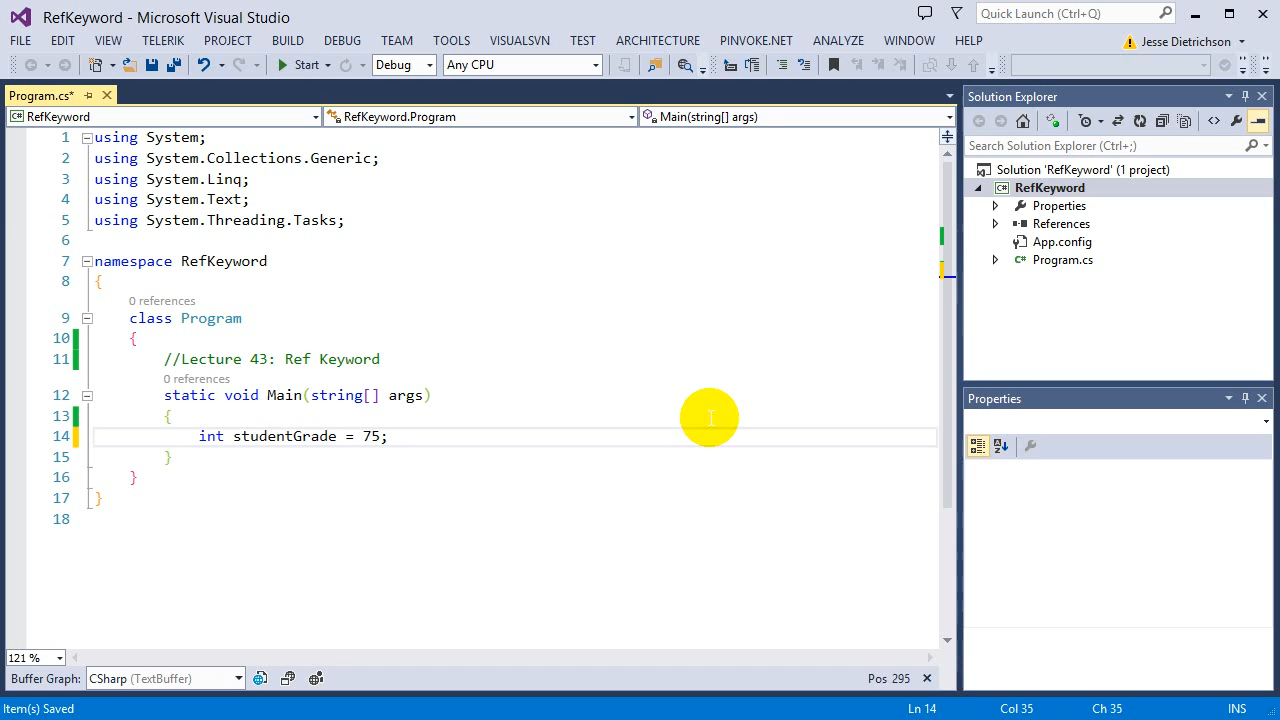 RefKeyword - Microsoft Visual Studio
Quick Launch (Ctrl+Q)
FILE EDIT VIEW TELERIK PROJECT BUILD DEBUG TEAM TOOLS VISUALSVN TEST ARCHITECTURE PINVOKE.NET ANALYZE WINDOW HELP
Jesse Dietrichson
Start Debug Any CPU
Program.cs*
RefKeyword RefKeyword.Program Main(string[] args)
1 using System;
2 using System.Collections.Generic;
3 using System.Linq;
4 using System.Text;
5 using System.Threading.Tasks;
6
7 namespace RefKeyword
8 {
0 references
9 class Program
10 {
11 //Lecture 43: Ref Keyword
0 references
12 static void Main(string[] args)
13 {
14 int studentGrade = 75;
15 }
16 }
17 }
18
121 %
Buffer Graph: CSharp (TextBuffer) Pos 295
Solution Explorer
Search Solution Explorer (Ctrl+;)
Solution 'RefKeyword' (1 project)
C# RefKeyword
Properties
References
App.config
C# Program.cs
Properties
Item(s) Saved Ln 14 Col 35 Ch 35 INS